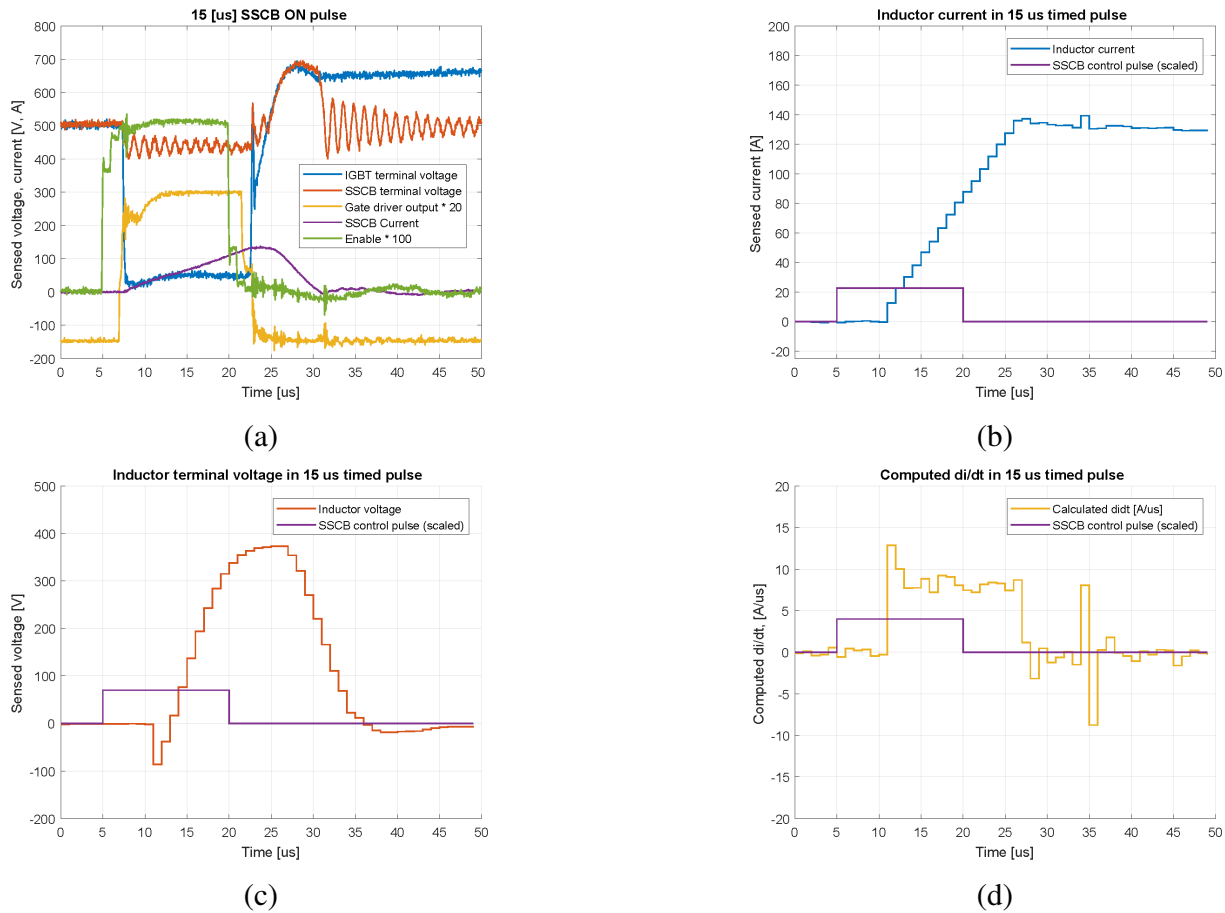 15 [us] SSCB ON pulse
Sensed voltage, current [V, A]
800
700
600
500
400
300
200
100
0
-100
-200
IGBT terminal voltage
SSCB terminal voltage
Gate driver output * 20
SSCB Current
Enable * 100
0 5 10 15 20 25 30 35 40 45 50
Time [us]
(a)
Inductor current in 15 us timed pulse
Sensed current [A]
200
180
160
140
120
100
80
60
40
20
0
-20
Inductor current
SSCB control pulse (scaled)
0 5 10 15 20 25 30 35 40 45 50
Time [us]
(b)
Inductor terminal voltage in 15 us timed pulse
Sensed voltage [V]
500
400
300
200
100
0
-100
-200
Inductor voltage
SSCB control pulse (scaled)
0 5 10 15 20 25 30 35 40 45 50
Time [us]
(c)
Computed di/dt in 15 us timed pulse
Computed di/dt, [A/us]
20
15
10
5
0
-5
-10
-15
-20
Calculated didt [A/us]
SSCB control pulse (scaled)
0 5 10 15 20 25 30 35 40 45 50
Time [us]
(d)